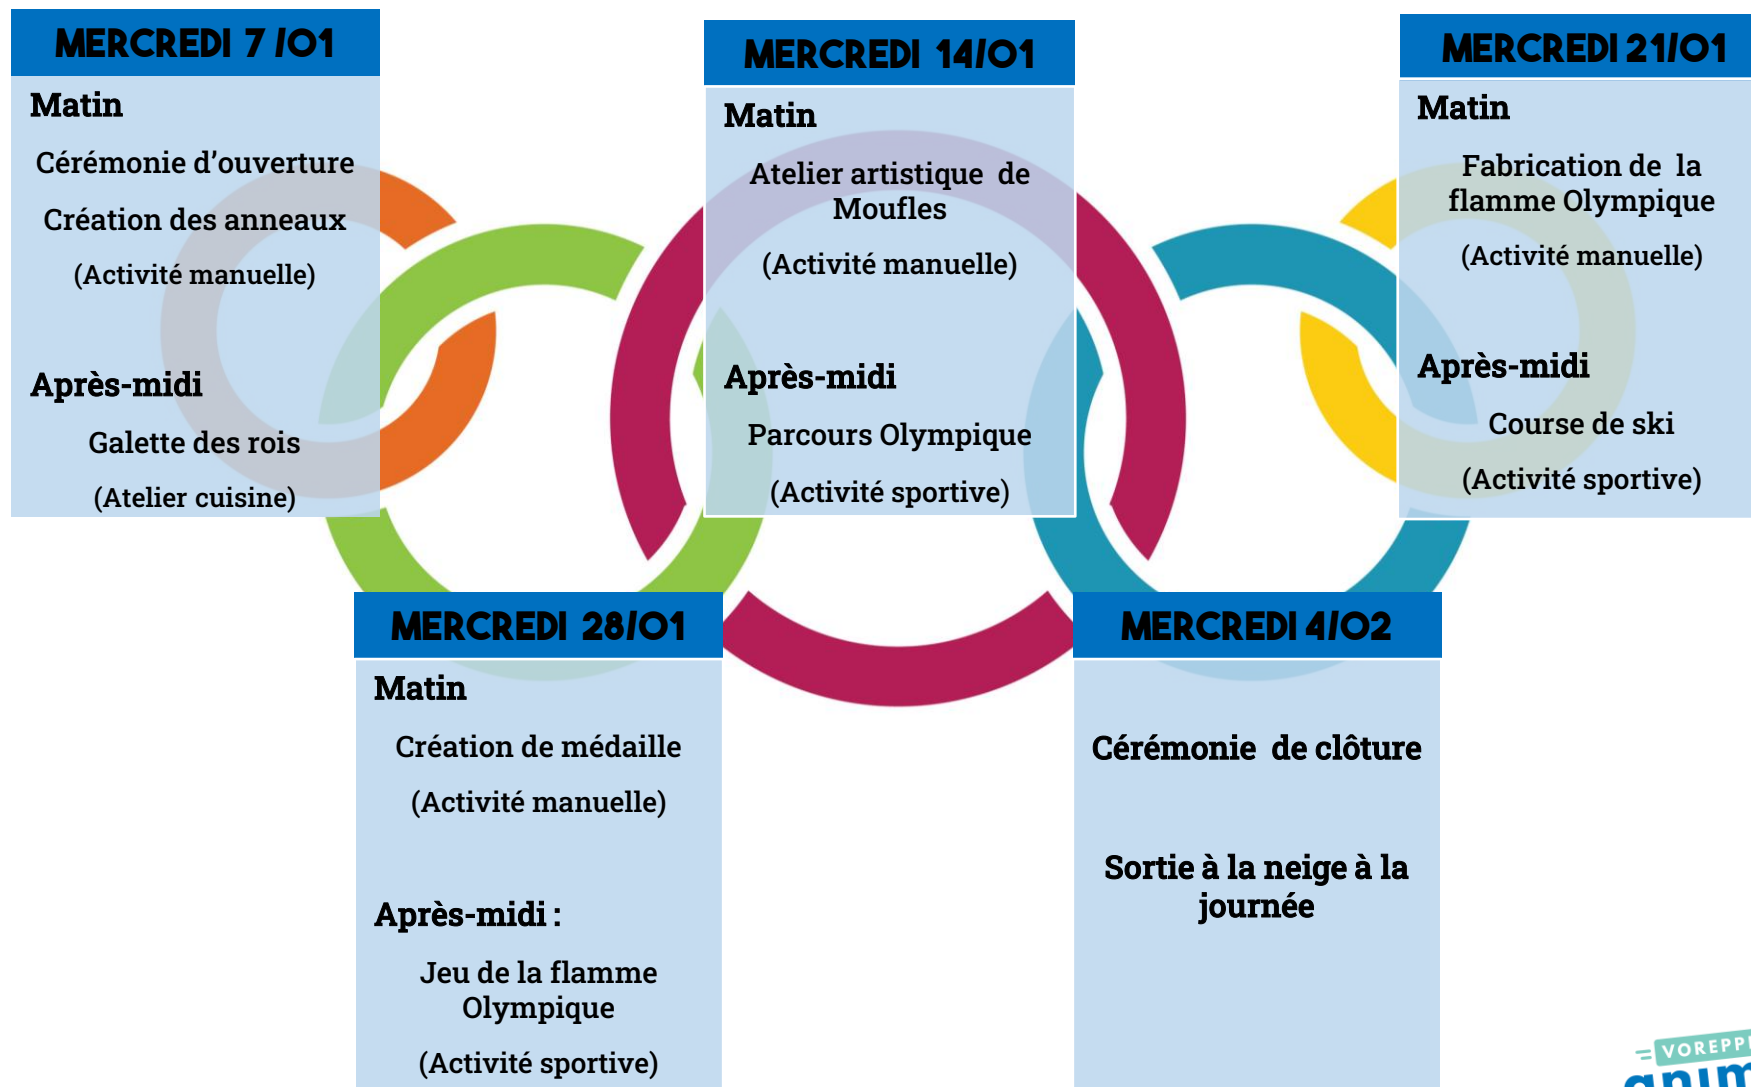 MERCREDI 7 /01
Matin
Cérémonie d'ouverture
Création des anneaux
(Activité manuelle)
Après-midi
Galette des rois
(Atelier cuisine)
MERCREDI 14/01
Matin
Atelier artistique de
Moufles
(Activité manuelle)
Après-midi
Parcours Olympique
(Activité sportive)
MERCREDI 21/01
Matin
Fabrication de la
flamme Olympique
(Activité manuelle)
Après-midi
Course de ski
(Activité sportive)
MERCREDI 28/01
Matin
Création de médaille
(Activité manuelle)
Après-midi :
Jeu de la flamme
Olympique
(Activité sportive)
MERCREDI 4/02
Cérémonie de clôture
Sortie à la neige à la
journée